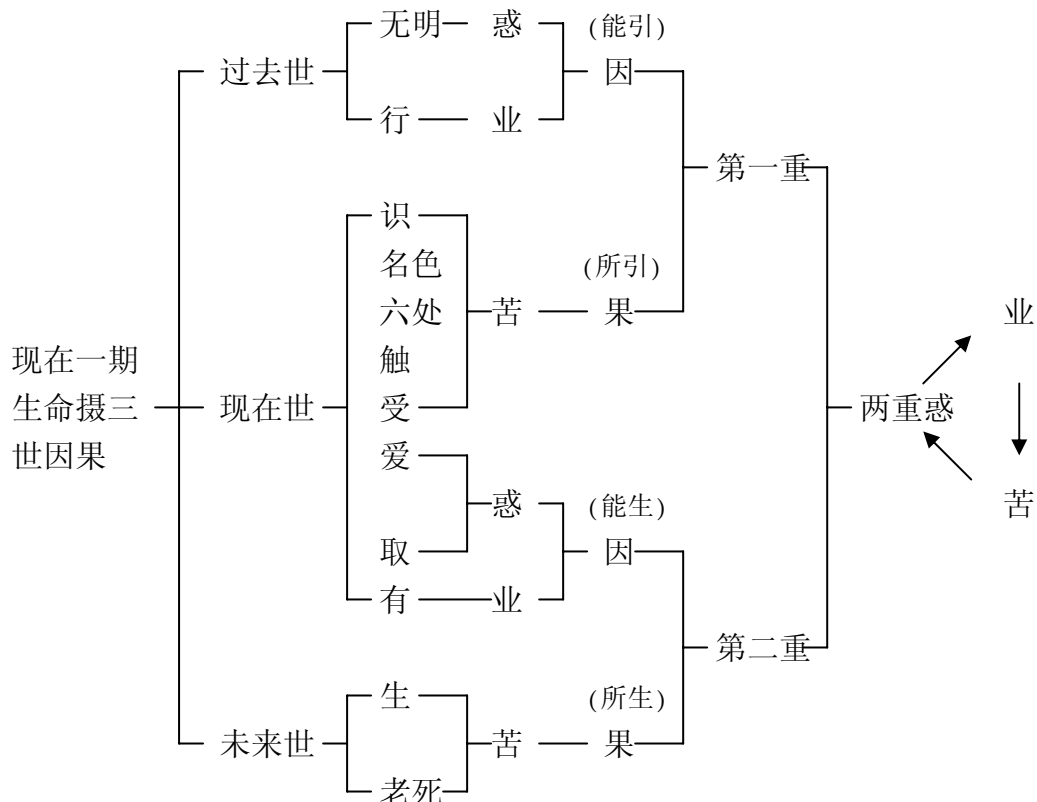 无明 惑 (能引)
过去世 因
行 业
第一重
识
名色 (所引)
六处 苦 果 业
现在一期 触
生命摄三 现在世 受 两重惑
世因果 爱
惑 (能生) 苦
取 因
有 业
第二重
生 (所生)
未来世 苦 果
老死